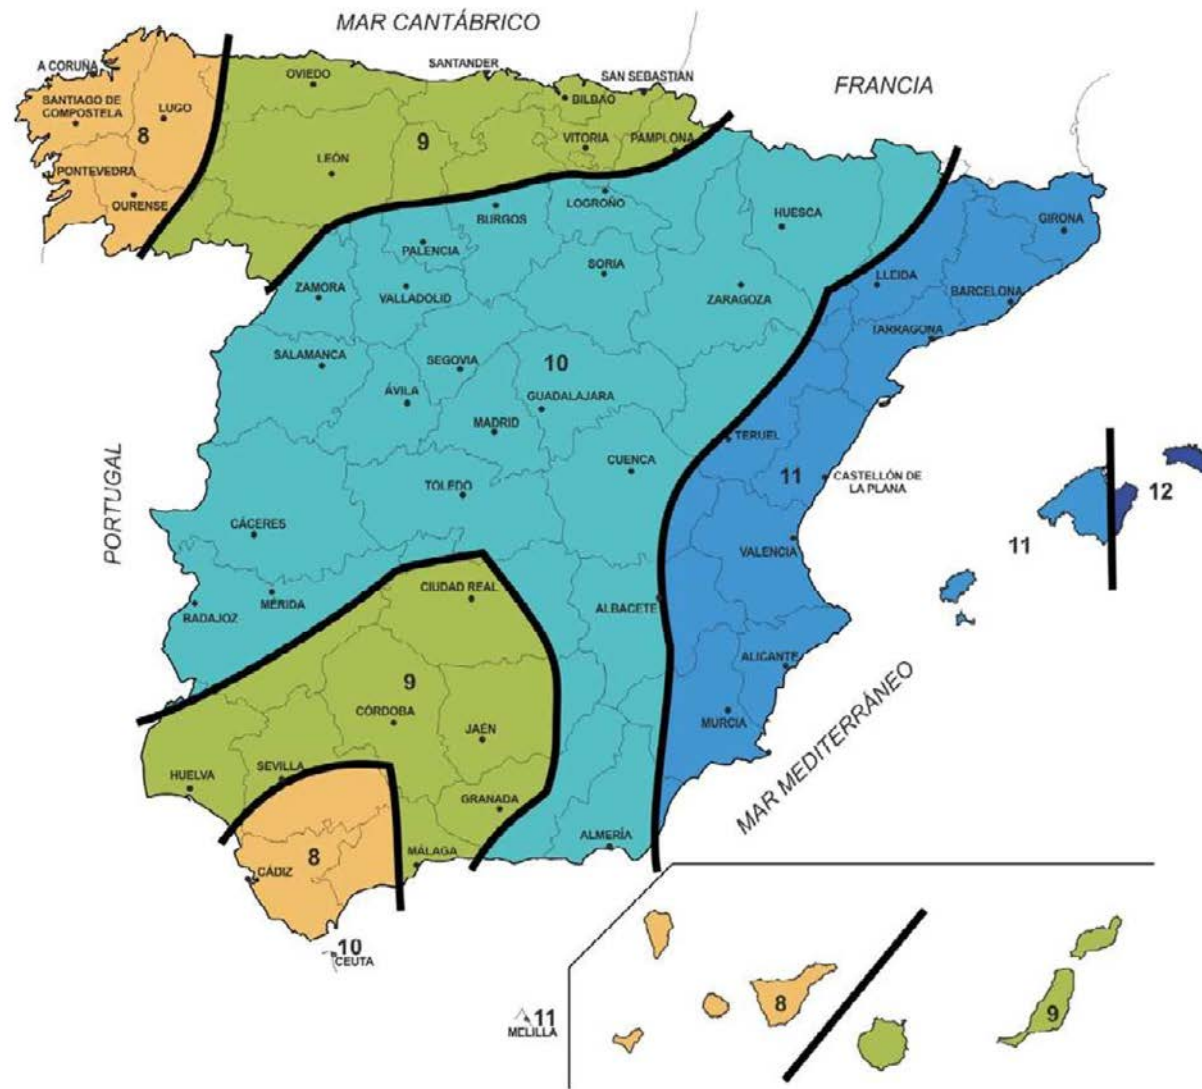 MAR CANTÁBRICO
FRANCIA
A CORUÑA
SANTIAGO DE
COMPOSTELA
LUGO
8
PONTEVEDRA
OURENSE
OVIEDO
SANTANDER
SAN SEBASTIAN
BILBAO
VITORIA
PAMPLONA
9
LEÓN
BURGOS
LOGROÑO
HUESCA
PALENCIA
SORIA
ZAMORA
VALLADOLID
ZARAGOZA
LLEIDA
GIRONA
BARCELONA
TARRAGONA
SALAMANCA
SEGOVIA
10
ÁVILA
GUADALAJARA
MADRID
TERUEL
CUENCA
TOLEDO
11
CASTELLÓN DE
LA PLANA
12
11
PORTUGAL
CÁCERES
VALENCIA
CIUDAD REAL
MÉRIDA
BADAJOZ
ALBACETE
ALICANTE
9
CÓRDOBA
JAÉN
MURCIA
MAR MEDITERRÁNEO
HUELVA
SEVILLA
GRANADA
ALMERÍA
MÁLAGA
8
CÁDIZ
10
CEUTA
11
MELILLA
8
9